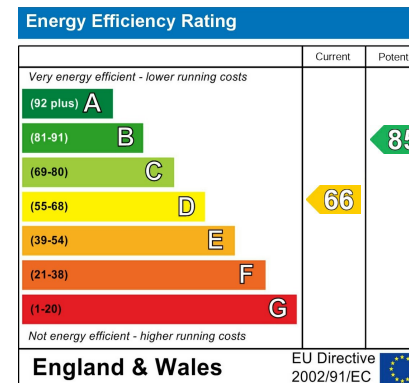 Energy Efficiency Rating
Current Potent
Very energy efficient - lower running costs
(92 plus) A
(81-91) B 85
(69-80) C
(55-68) D 66
(39-54) E
(21-38) F
(1-20) G
Not energy efficient - higher running costs
England & Wales
EU Directive
2002/91/EC